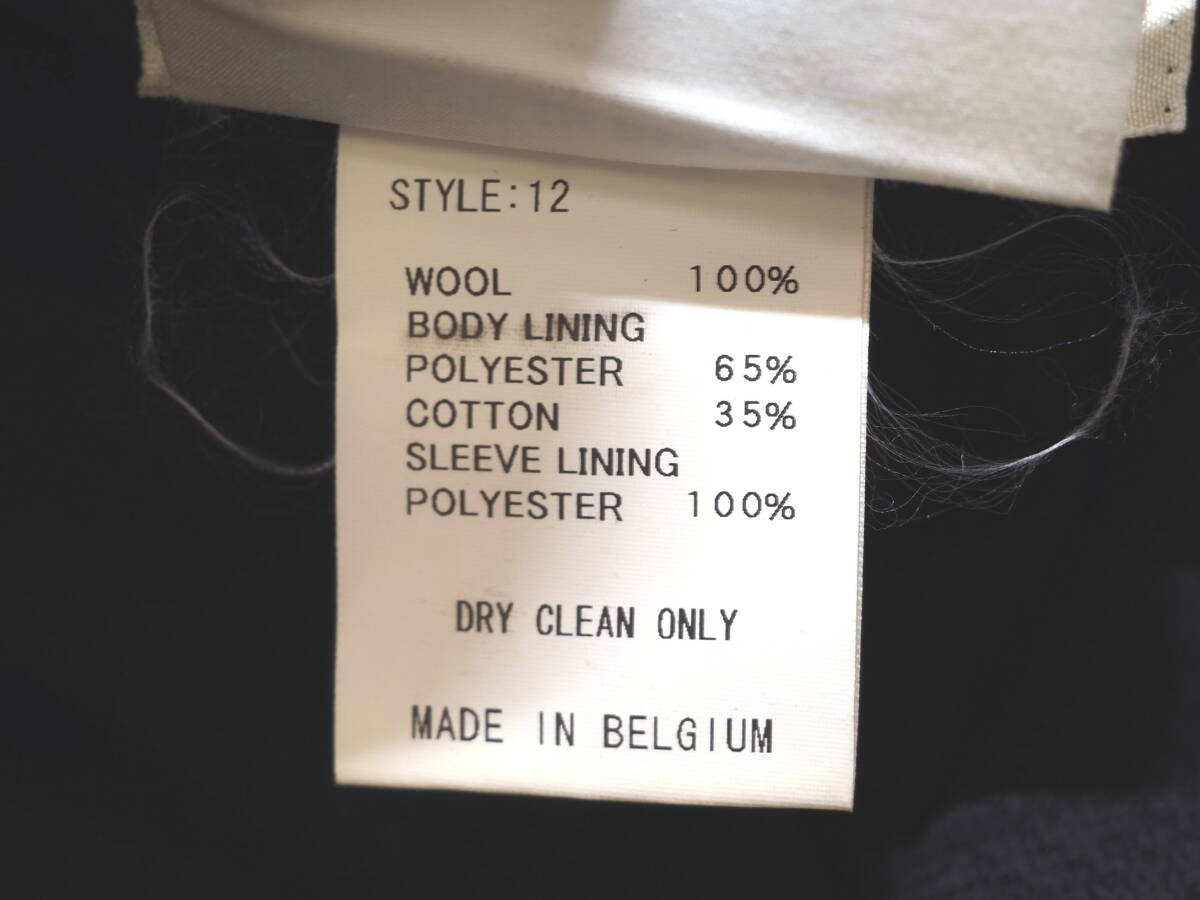 STYLE:12
WOOL 100%
BODY LINING
POLYESTER 65%
COTTON 35%
SLEEVE LINING
POLYESTER 100%
DRY CLEAN ONLY
MADE IN BELGIUM